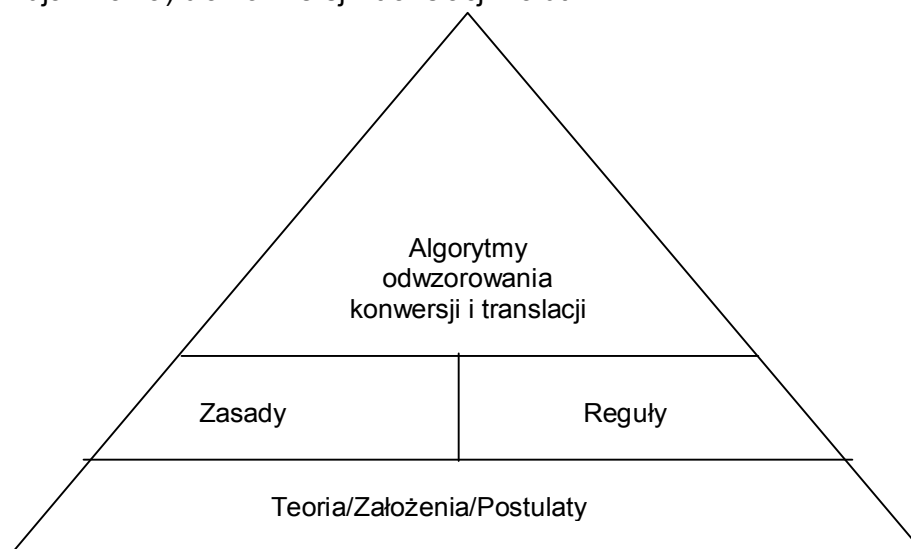 Algorytmy
odwzorowania
konwersji i translacji
Zasady
Reguły
Teoria/Założenia/Postulaty